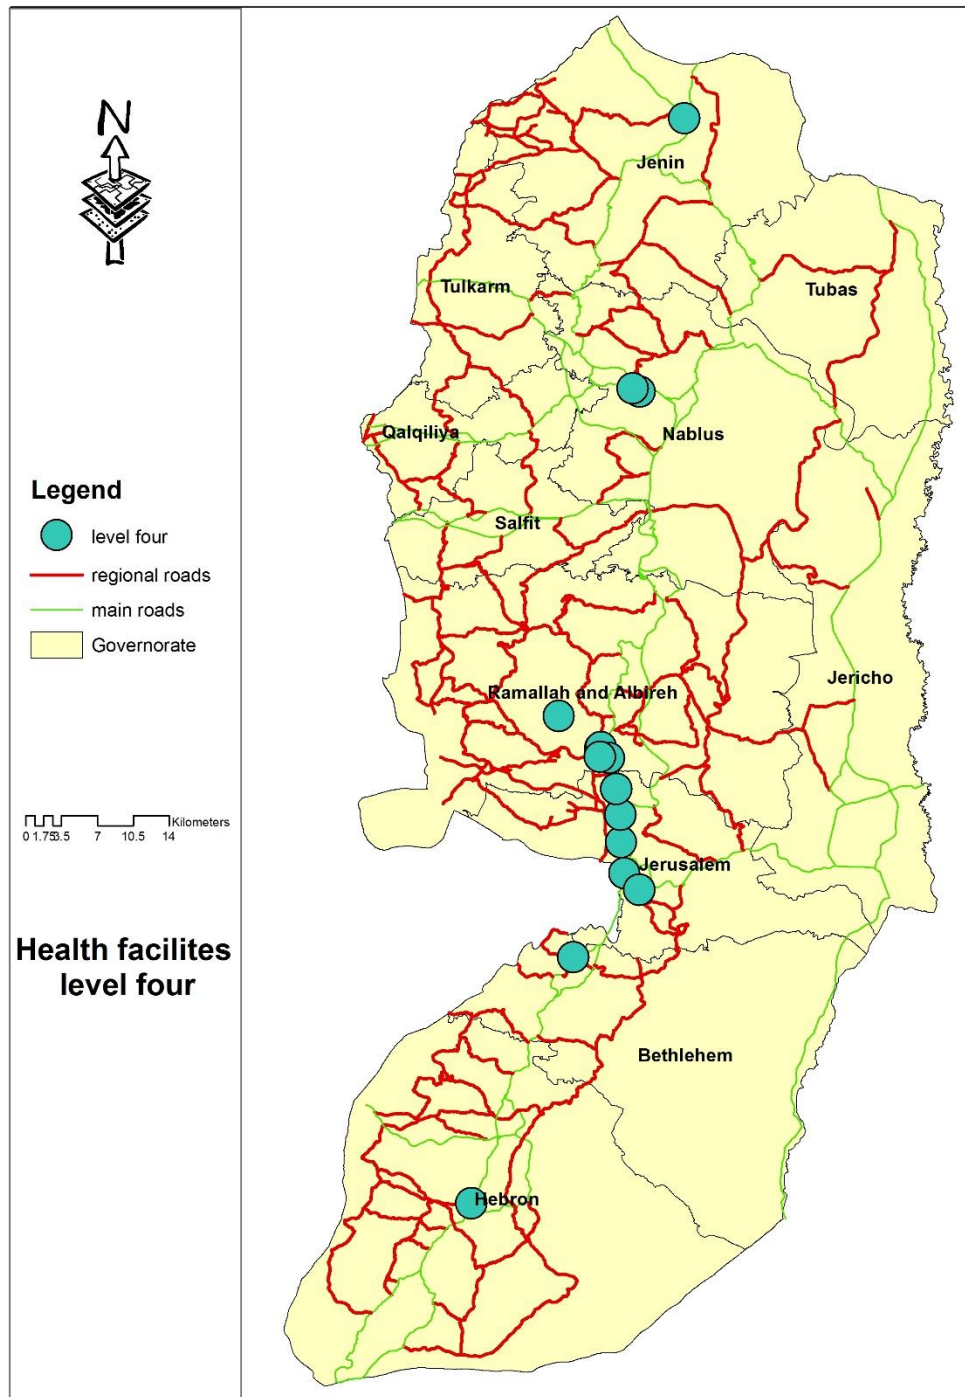 N
Legend
level four
regional roads
main roads
Governorate
Kilometers
0 1.75 3.5 7 10.5 14
Health facilites
level four
Jenin
Tulkarm
Tubas
Qalqiliya
Nablus
Salfit
Jericho
Ramallah and Albireh
Jerusalem
Bethlehem
Hebron